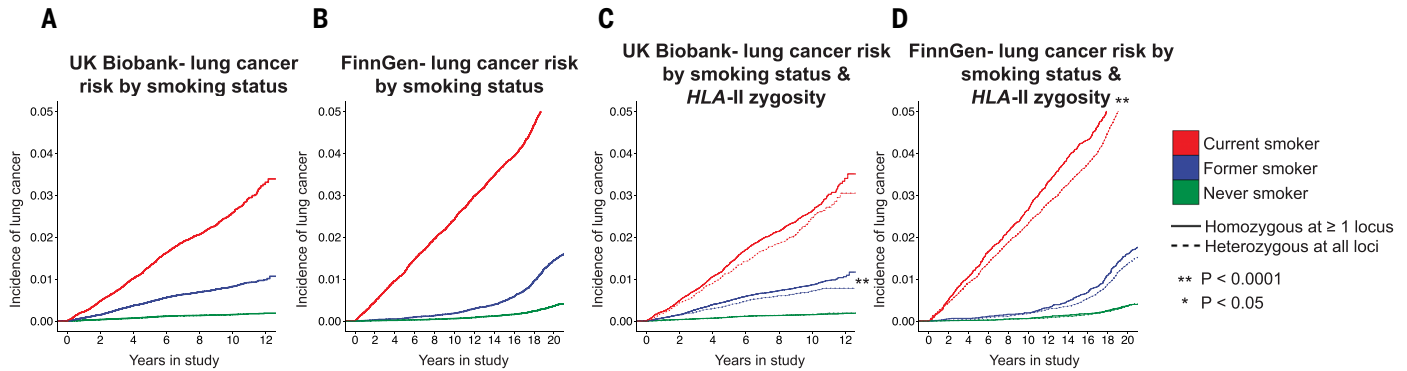 A
UK Biobank- lung cancer
risk by smoking status
Incidence of lung cancer
0.05
0.04
0.03
0.02
0.01
0.00
0 2 4 6 8 10 12
Years in study
B
FinnGen- lung cancer risk
by smoking status
Incidence of lung cancer
0.05
0.04
0.03
0.02
0.01
0.00
0 2 4 6 8 10 12 14 16 18 20
Years in study
C
UK Biobank- lung cancer risk
by smoking status &
HLA-II zygosity
Incidence of lung cancer
0.05
0.04
0.03
0.02
0.01
0.00
**
0 2 4 6 8 10 12
Years in study
D
FinnGen- lung cancer risk by
smoking status &
HLA-II zygosity
**
Incidence of lung cancer
0.05
0.04
0.03
0.02
0.01
0.00
0 2 4 6 8 10 12 14 16 18 20
Years in study
Current smoker
Former smoker
Never smoker
Homozygous at ≥ 1 locus
Heterozygous at all loci
** P < 0.0001
* P < 0.05